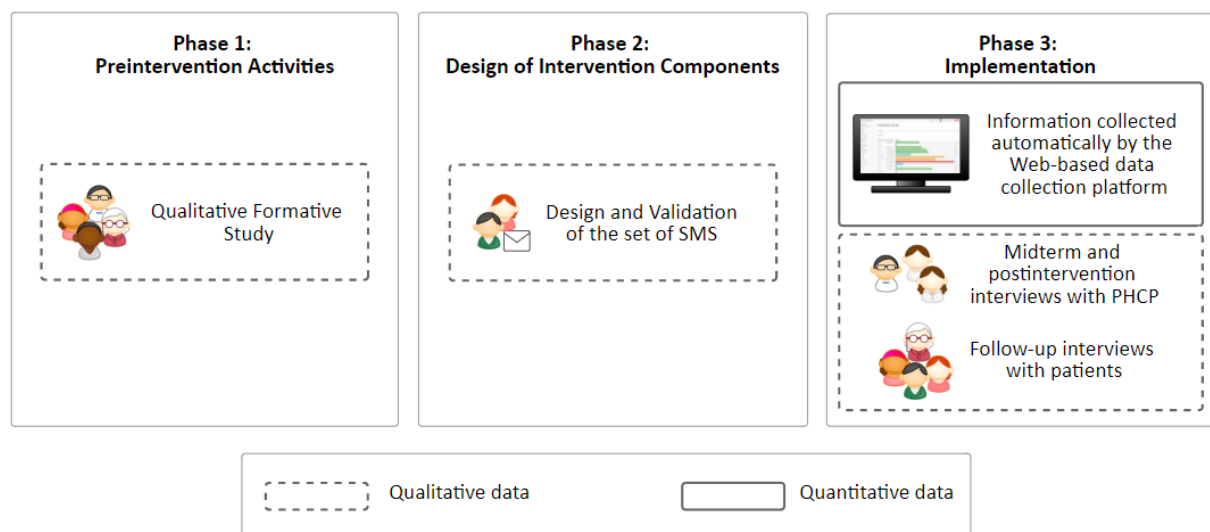 Phase 1:
Preintervention Activities
Qualitative Formative
Study
Phase 2:
Design of Intervention Components
Design and Validation
of the set of SMS
Phase 3:
Implementation
Information collected
automatically by the
Web-based data
collection platform
Midterm and
postintervention
interviews with PHCP
Follow-up interviews
with patients
Qualitative data
Quantitative data